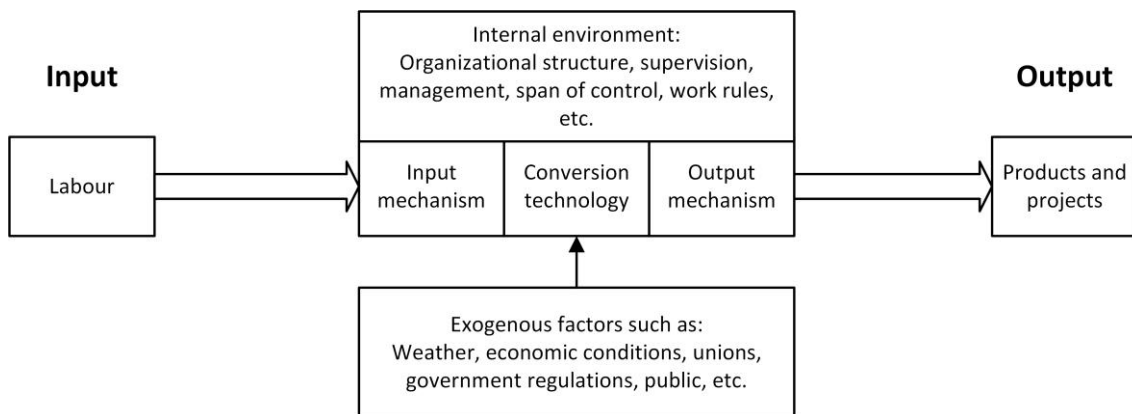 Internal environment:
Organizational structure, supervision,
management, span of control, work rules,
etc.
Input
Output
Labour
Input
mechanism
Conversion
technology
Output
mechanism
Products and
projects
Exogenous factors such as:
Weather, economic conditions, unions,
government regulations, public, etc.